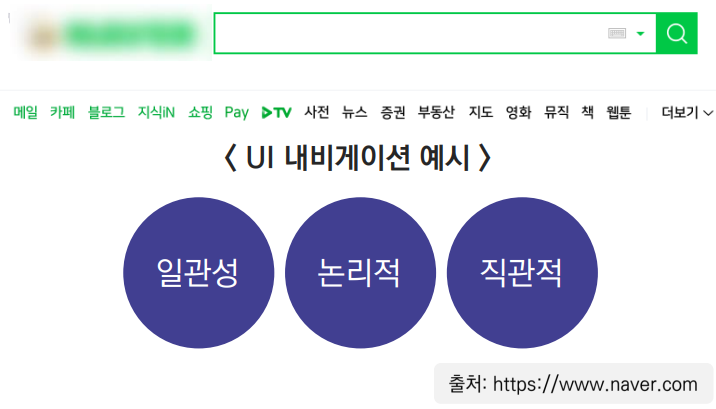 메일 카페 블로그 지식iN 쇼핑 Pay TV 사전 뉴스 증권 부동산 지도 영화 뮤직 책 웹툰 더보기
< UI 내비게이션 예시 >
일관성 논리적 직관적
출처: https://www.naver.com